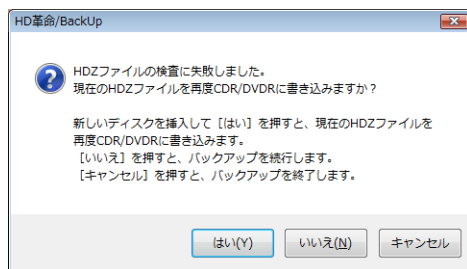 HD革命/BackUp
HDZファイルの検査に失敗しました。
現在のHDZファイルを再度CDR/DVDRに書き込みますか？
新しいディスクを挿入して［はい］を押すと、現在のHDZファイルを
再度CDR/DVDRに書き込みます。
［いいえ］を押すと、バックアップを続行します。
［キャンセル］を押すと、バックアップを終了します。
はい(Y)
いいえ(N)
キャンセル